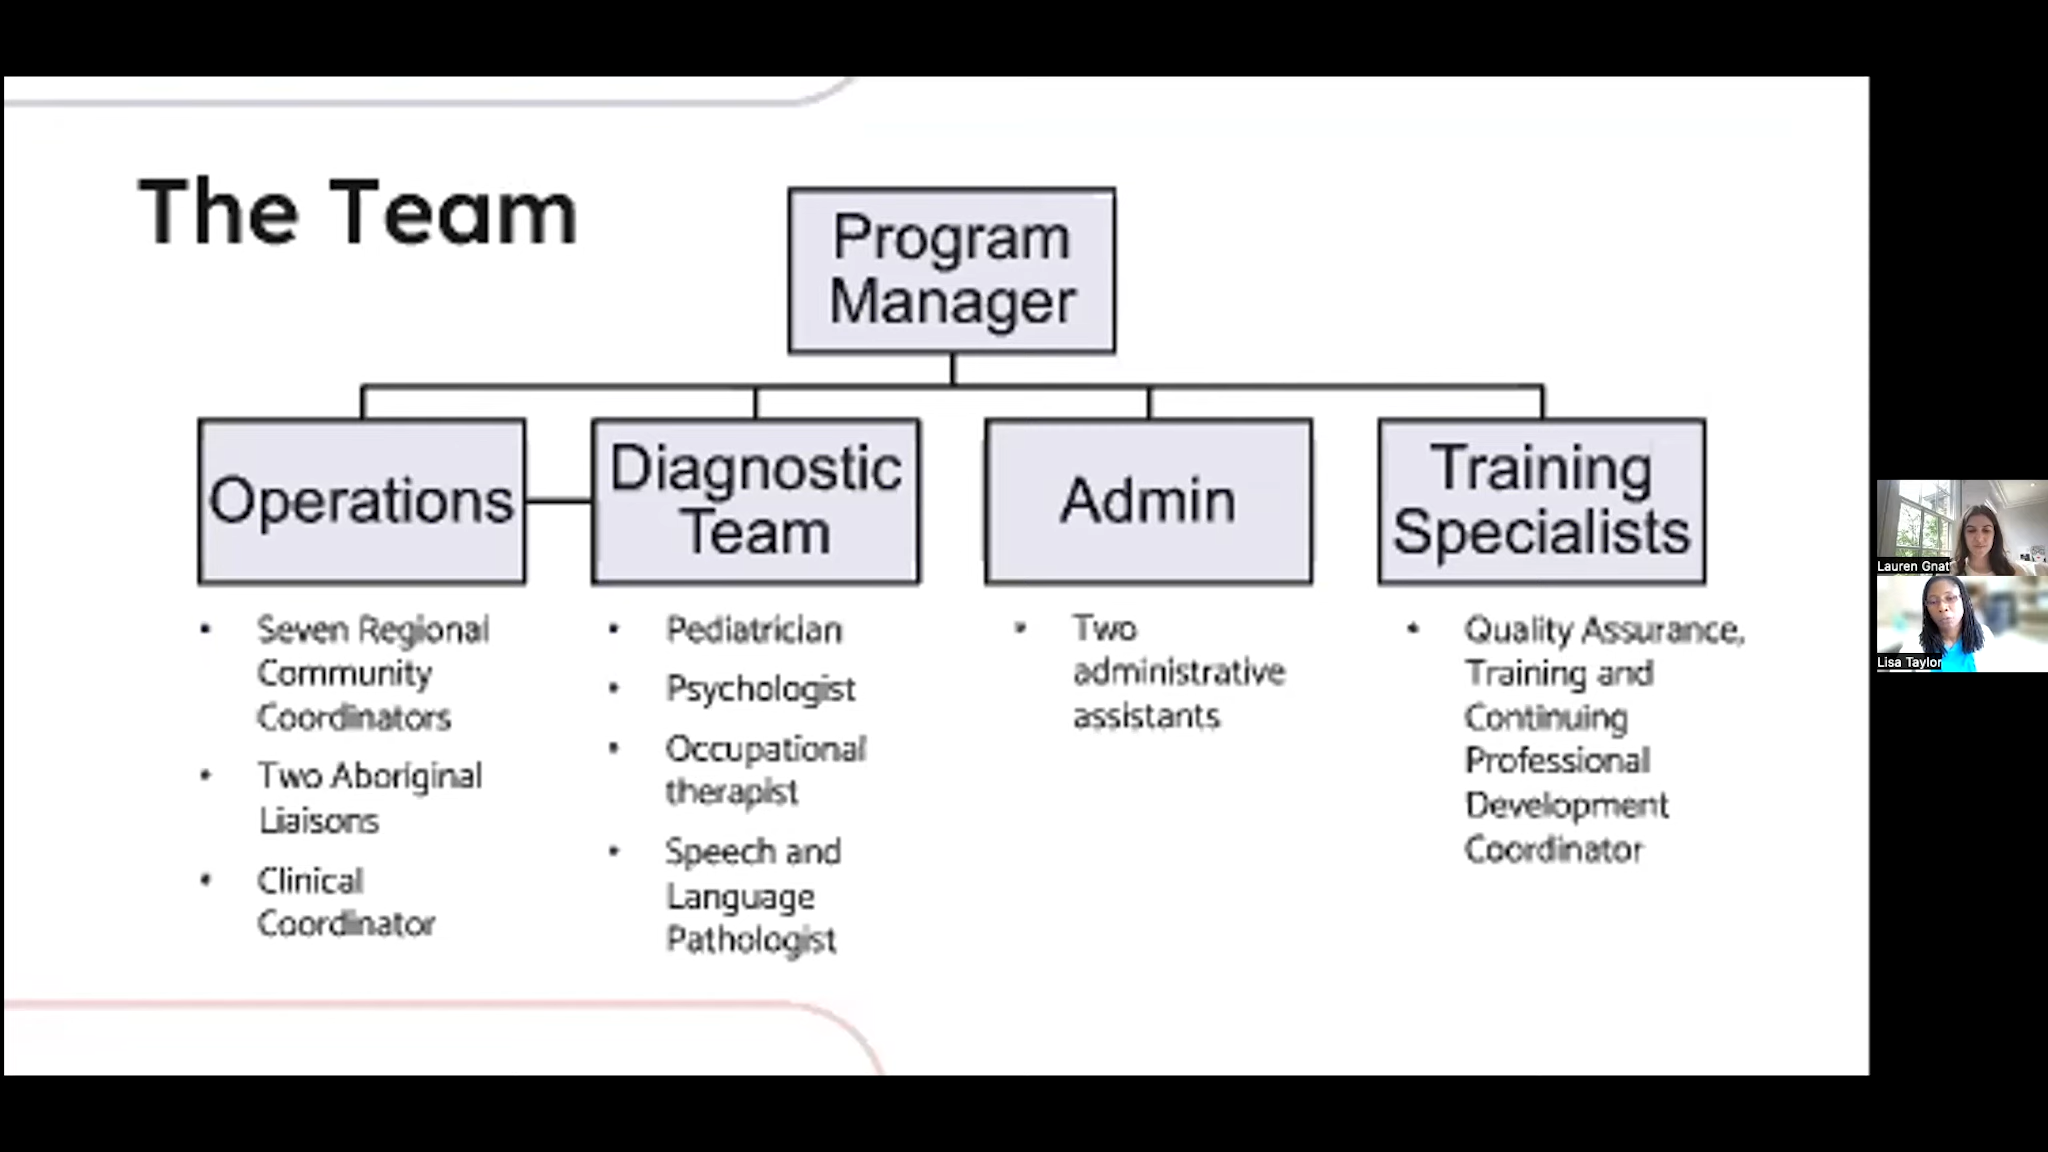 The Team
Program
Manager
Operations
Diagnostic
Team
Admin
Training
Specialists
• Seven Regional
Community
Coordinators
• Two Aboriginal
Liaisons
• Clinical
Coordinator
• Pediatrician
• Psychologist
• Occupational
therapist
• Speech and
Language
Pathologist
• Two
administrative
assistants
• Quality Assurance,
Training and
Continuing
Professional
Development
Coordinator
Lauren Gnat
Lisa Taylor